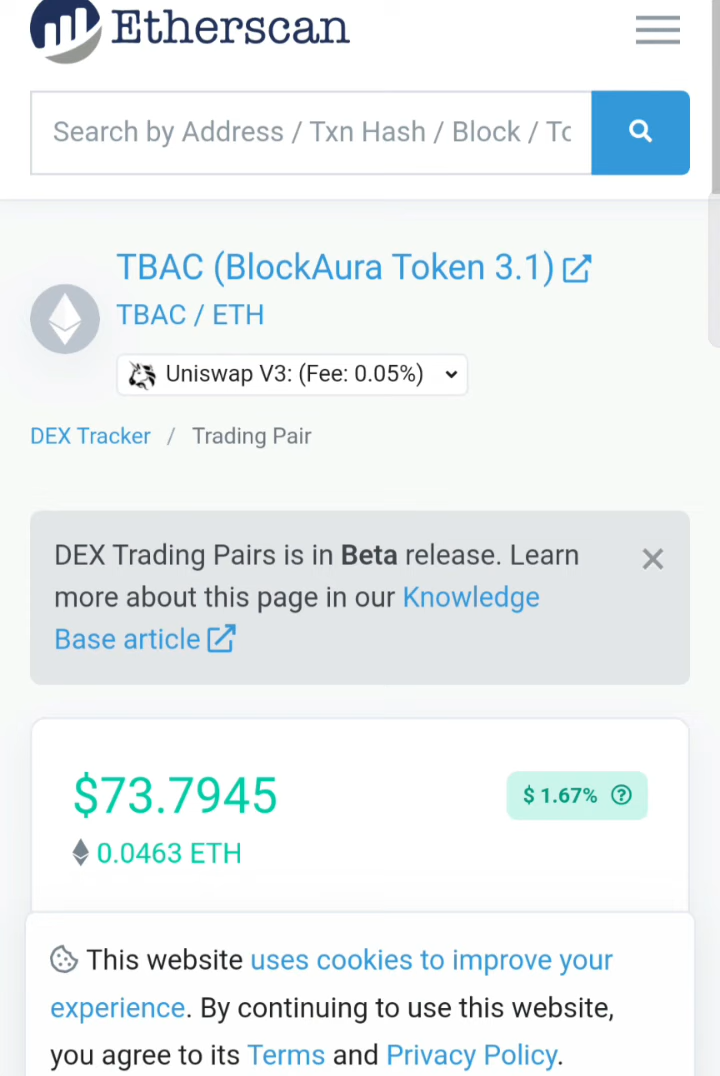 Etherscan
Search by Address / Txn Hash / Block / To
TBAC (BlockAura Token 3.1)
TBAC / ETH
Uniswap V3: (Fee: 0.05%)
DEX Tracker / Trading Pair
DEX Trading Pairs is in Beta release. Learn
more about this page in our Knowledge
Base article
$73.7945
$ 1.67%
0.0463 ETH
This website uses cookies to improve your
experience. By continuing to use this website,
you agree to its Terms and Privacy Policy.